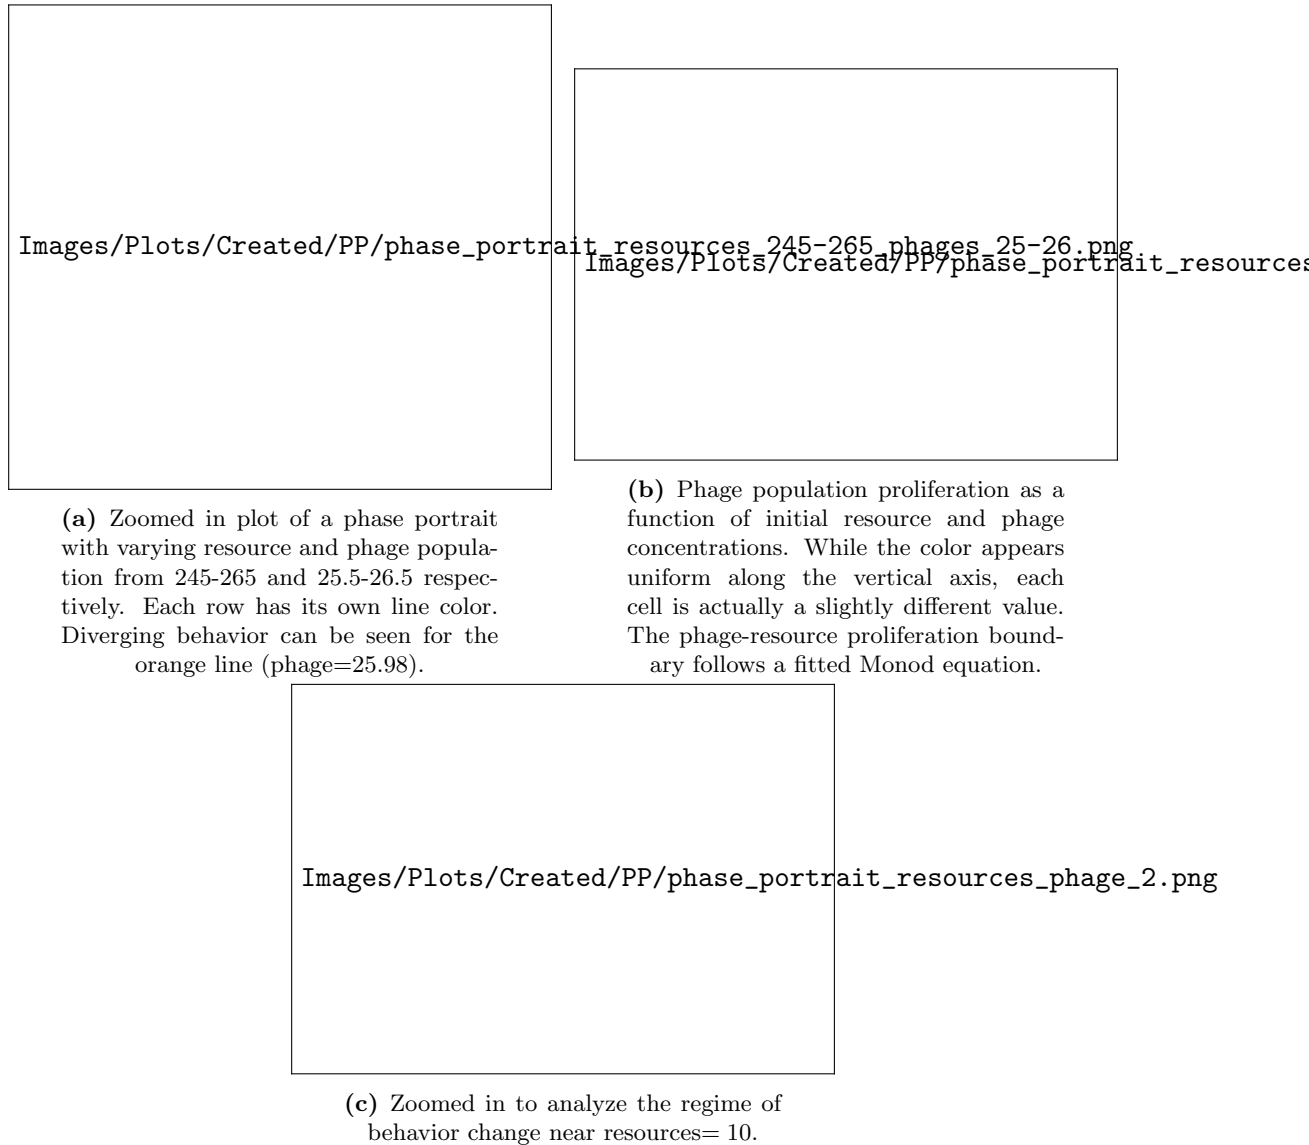 Images/Plots/Created/PP/phase_portrait_resources_245-265_phages_25-26.png
Images/Plots/Created/PP/phase_portrait_resources
(a) Zoomed in plot of a phase portrait
with varying resource and phage popula-
tion from 245-265 and 25.5-26.5 respec-
tively. Each row has its own line color.
Diverging behavior can be seen for the
orange line (phage=25.98).
(b) Phage population proliferation as a
function of initial resource and phage
concentrations. While the color appears
uniform along the vertical axis, each
cell is actually a slightly different value.
The phage-resource proliferation bound-
ary follows a fitted Monod equation.
Images/Plots/Created/PP/phase_portrait_resources_phage_2.png
(c) Zoomed in to analyze the regime of
behavior change near resources= 10.